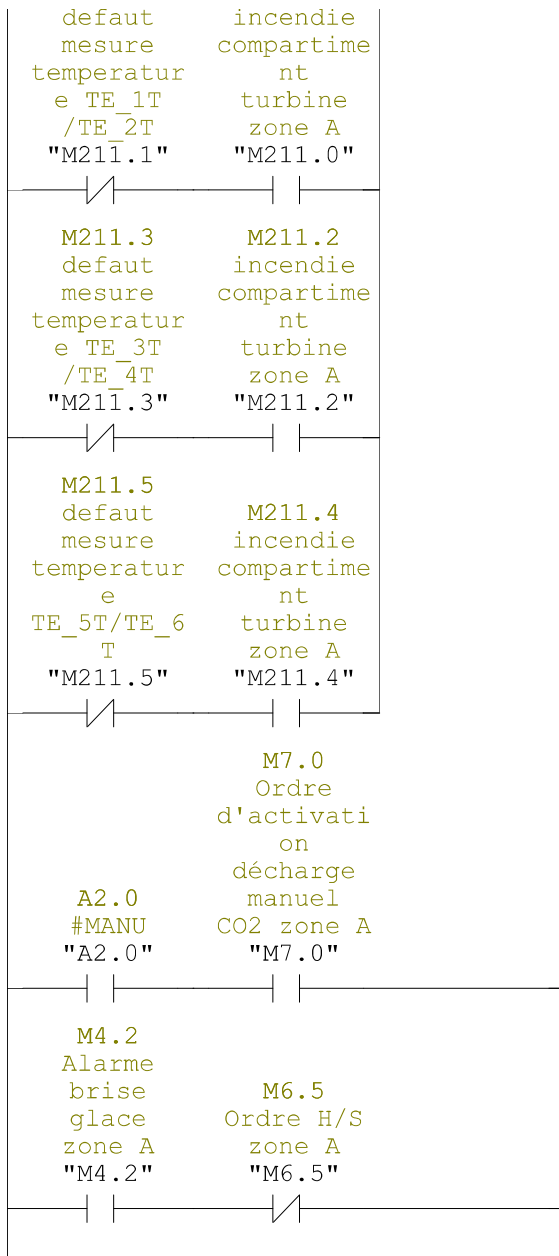 defaut incendie
mesure compartime
temperatur nt
e TE_1T turbine
/TE_2T zone A
"M211.1" "M211.0"
M211.3 M211.2
defaut incendie
mesure compartime
temperatur nt
e TE_3T turbine
/TE_4T zone A
"M211.3" "M211.2"
M211.5
defaut M211.4
mesure incendie
temperatur compartime
e nt
TE_5T/TE_6 turbine
T zone A
"M211.5" "M211.4"
M7.0
Ordre
d'activati
on
décharge
A2.0 manuel
#MANU CO2 zone A
"A2.0" "M7.0"
M4.2
Alarme
brise M6.5
glace Ordre H/S
zone A zone A
"M4.2" "M6.5"